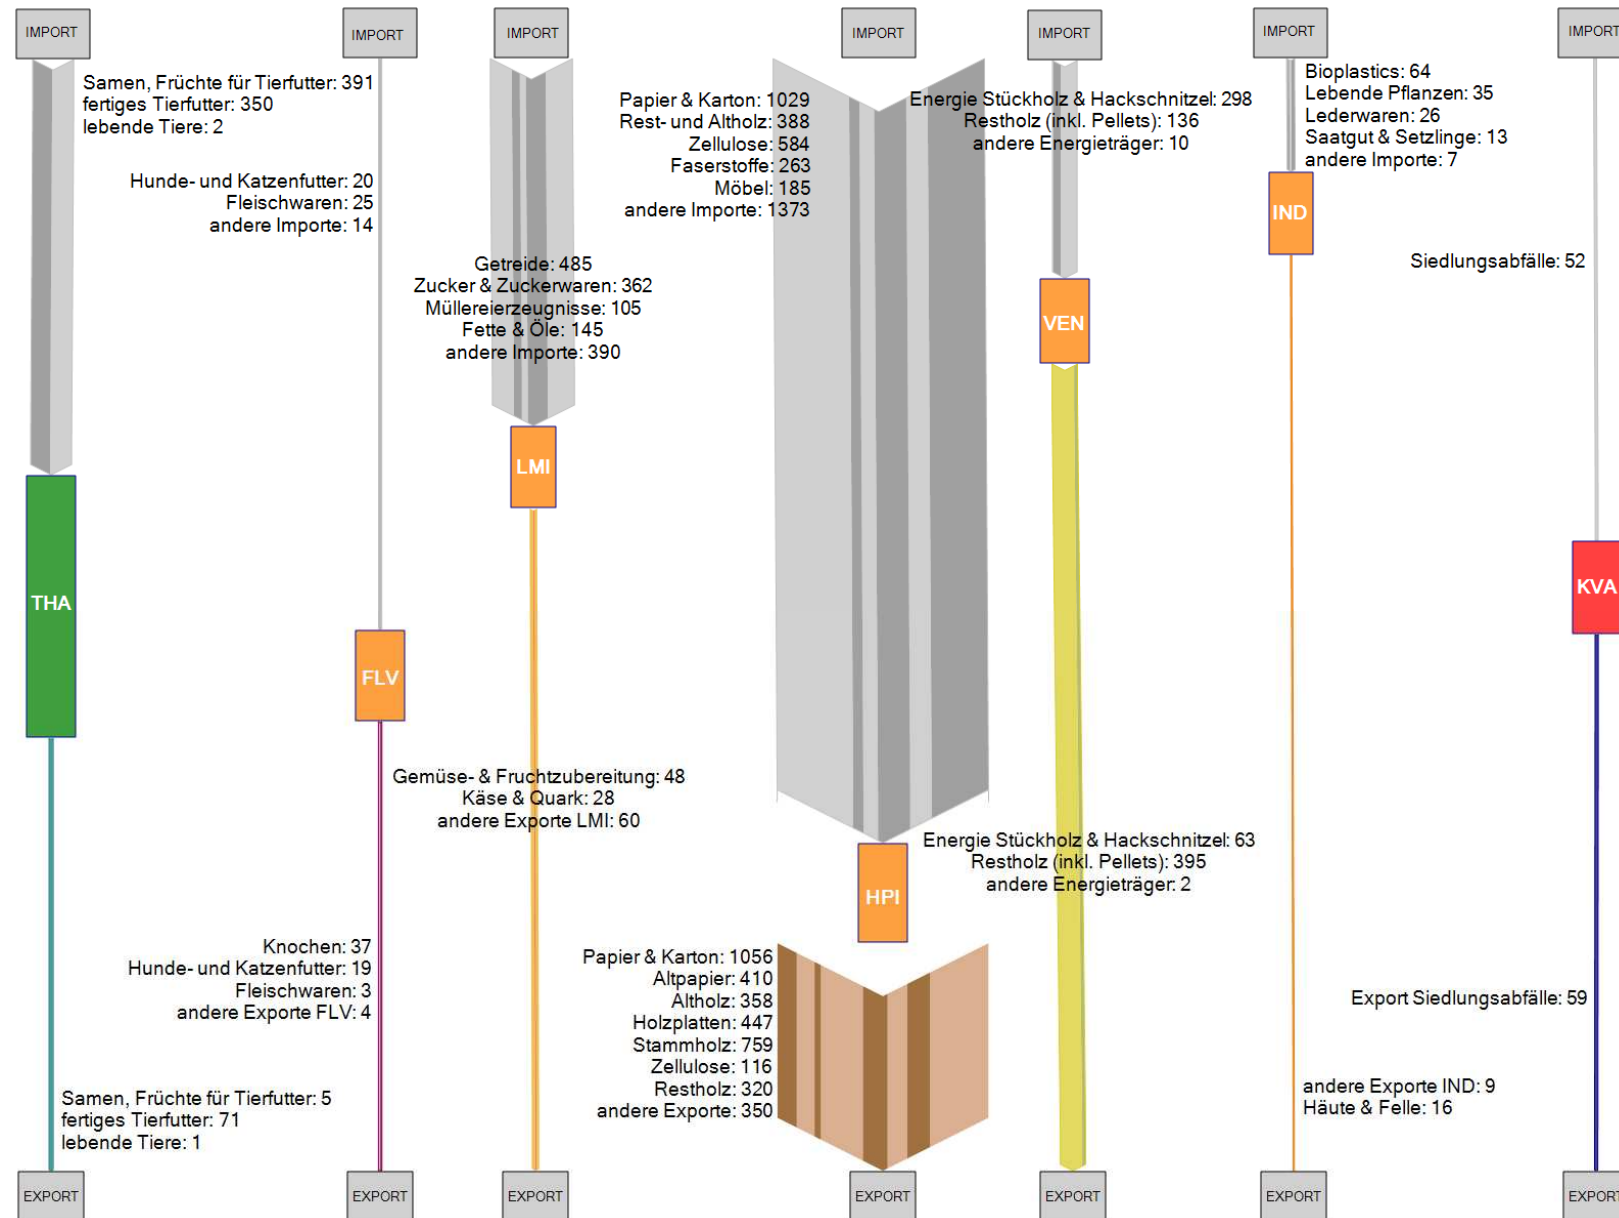 IMPORT
IMPORT
IMPORT
IMPORT
IMPORT
IMPORT
IMPORT
Samen, Früchte für Tierfutter: 391
fertiges Tierfutter: 350
lebende Tiere: 2
Hunde- und Katzenfutter: 20
Fleischwaren: 25
andere Importe: 14
Getreide: 485
Zucker & Zuckerwaren: 362
Müllereierzeugnisse: 105
Fette & Öle: 145
andere Importe: 390
Papier & Karton: 1029
Rest- und Altholz: 388
Zellulose: 584
Faserstoffe: 263
Möbel: 185
andere Importe: 1373
Energie Stückholz & Hackschnitzel: 298
Restholz (inkl. Pellets): 136
andere Energieträger: 10
Bioplastics: 64
Lebende Pflanzen: 35
Lederwaren: 26
Saatgut & Setzlinge: 13
andere Importe: 7
Siedlungsabfälle: 52
THA
FLV
LMI
HPI
VEN
IND
KVA
Samen, Früchte für Tierfutter: 5
fertiges Tierfutter: 71
lebende Tiere: 1
Knochen: 37
Hunde- und Katzenfutter: 19
Fleischwaren: 3
andere Exporte FLV: 4
Gemüse- & Fruchtzubereitung: 48
Käse & Quark: 28
andere Exporte LMI: 60
Papier & Karton: 1056
Altpapier: 410
Altholz: 358
Holzplatten: 447
Stammholz: 759
Zellulose: 116
Restholz: 320
andere Exporte: 350
Energie Stückholz & Hackschnitzel: 63
Restholz (inkl. Pellets): 395
andere Energieträger: 2
andere Exporte IND: 9
Häute & Felle: 16
Export Siedlungsabfälle: 59
EXPORT
EXPORT
EXPORT
EXPORT
EXPORT
EXPORT
EXPORT